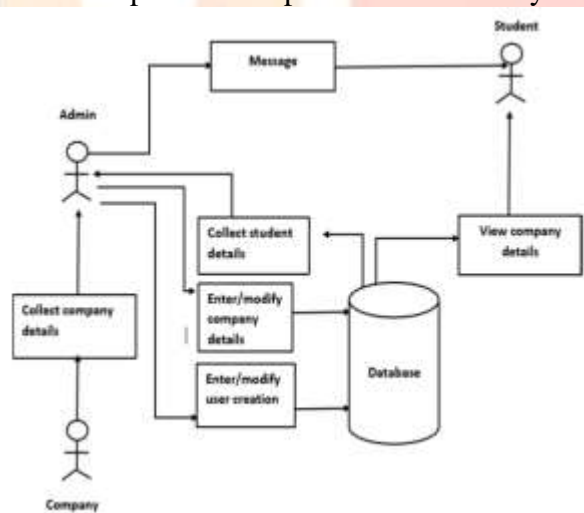 Student
Message
Admin
Collect student
details
View company
details
Collect company
details
Enter/modify
company
details
Database
Enter/modify
user creation
Company